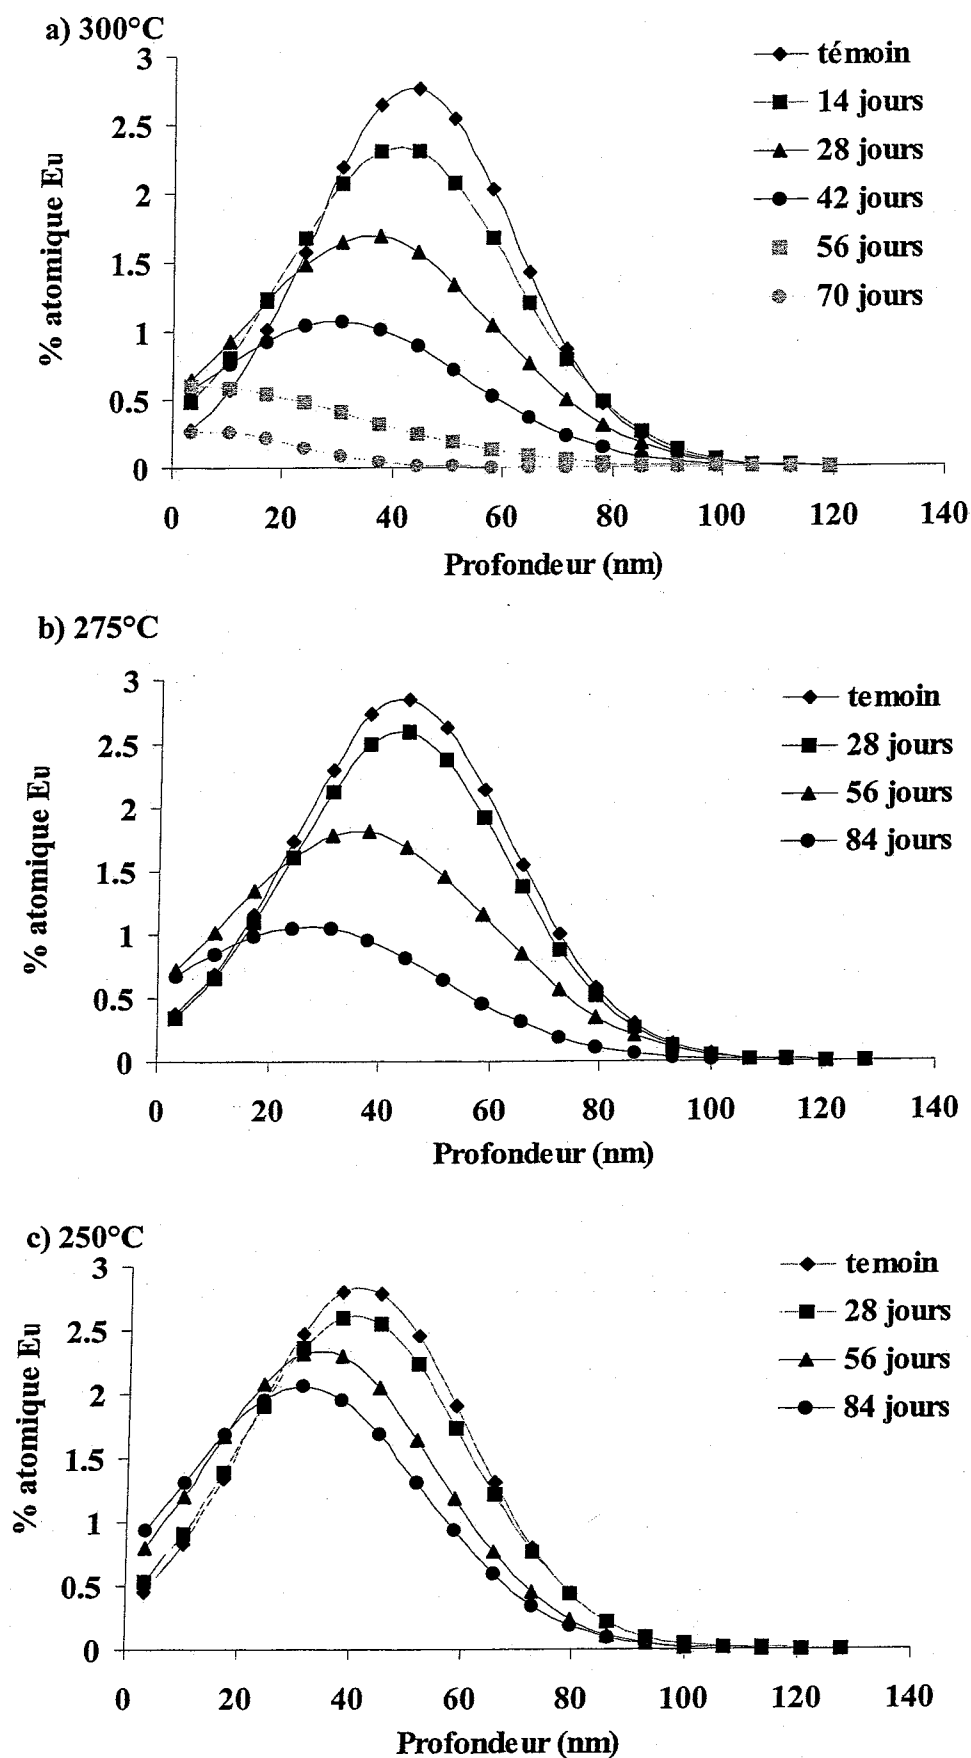 a) 300°C
3
2.5
2
1.5
1
0.5
0
% atomique Eu
0 20 40 60 80 100 120 140
Profondeur (nm)
témoin
14 jours
28 jours
42 jours
56 jours
70 jours
b) 275°C
3
2.5
2
1.5
1
0.5
0
% atomique Eu
0 20 40 60 80 100 120 140
Profondeur (nm)
temoin
28 jours
56 jours
84 jours
c) 250°C
3
2.5
2
1.5
1
0.5
0
% atomique Eu
0 20 40 60 80 100 120 140
Profondeur (nm)
temoin
28 jours
56 jours
84 jours